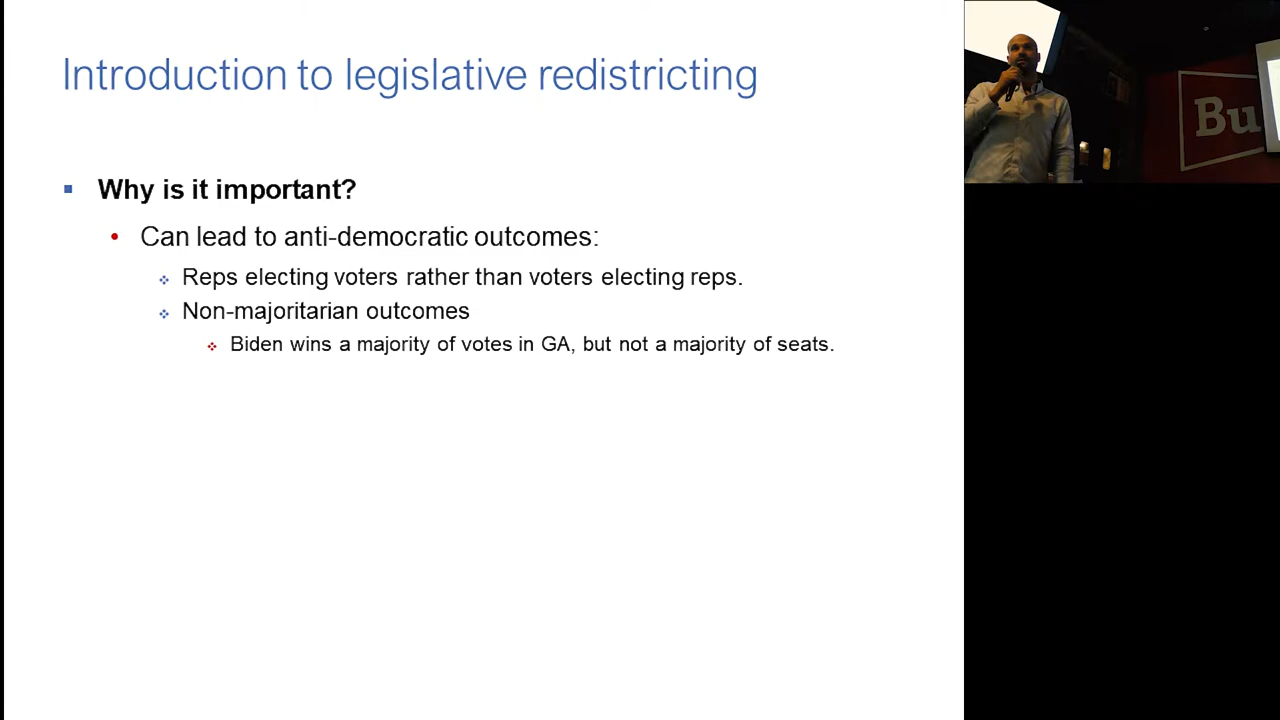 Introduction to legislative redistricting
Why is it important?
Can lead to anti-democratic outcomes:
Reps electing voters rather than voters electing reps.
Non-majoritarian outcomes
Biden wins a majority of votes in GA, but not a majority of seats.
Bu